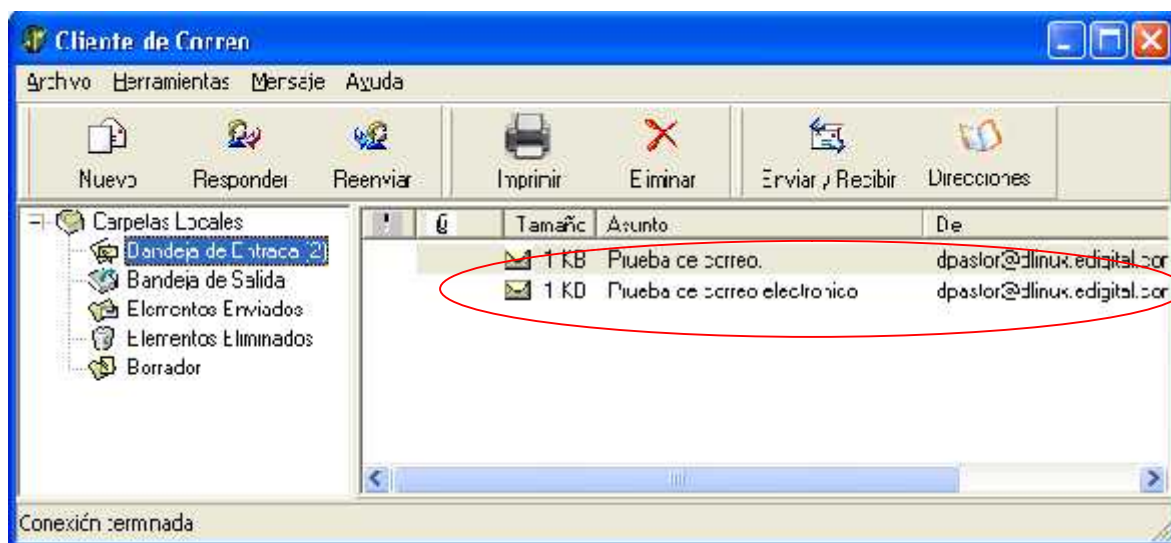 Cliente de Correo
Archivo Herramientas Mensaje Ayuda
Nuevo Responder Reenviar Imprimir Eliminar Enviar y Recibir Direcciones
Carpetas Locales
! Tamaño Asunto De
Bandeja de Entrada (2)
1 KB Prueba de correo. dpastor@dlinux.edigital.cor
Bandeja de Salida
1 KB Prueba de correo electronico dpastor@dlinux.edigital.cor
Elementos Enviados
Elementos Eliminados
Borrador
Conexión terminada